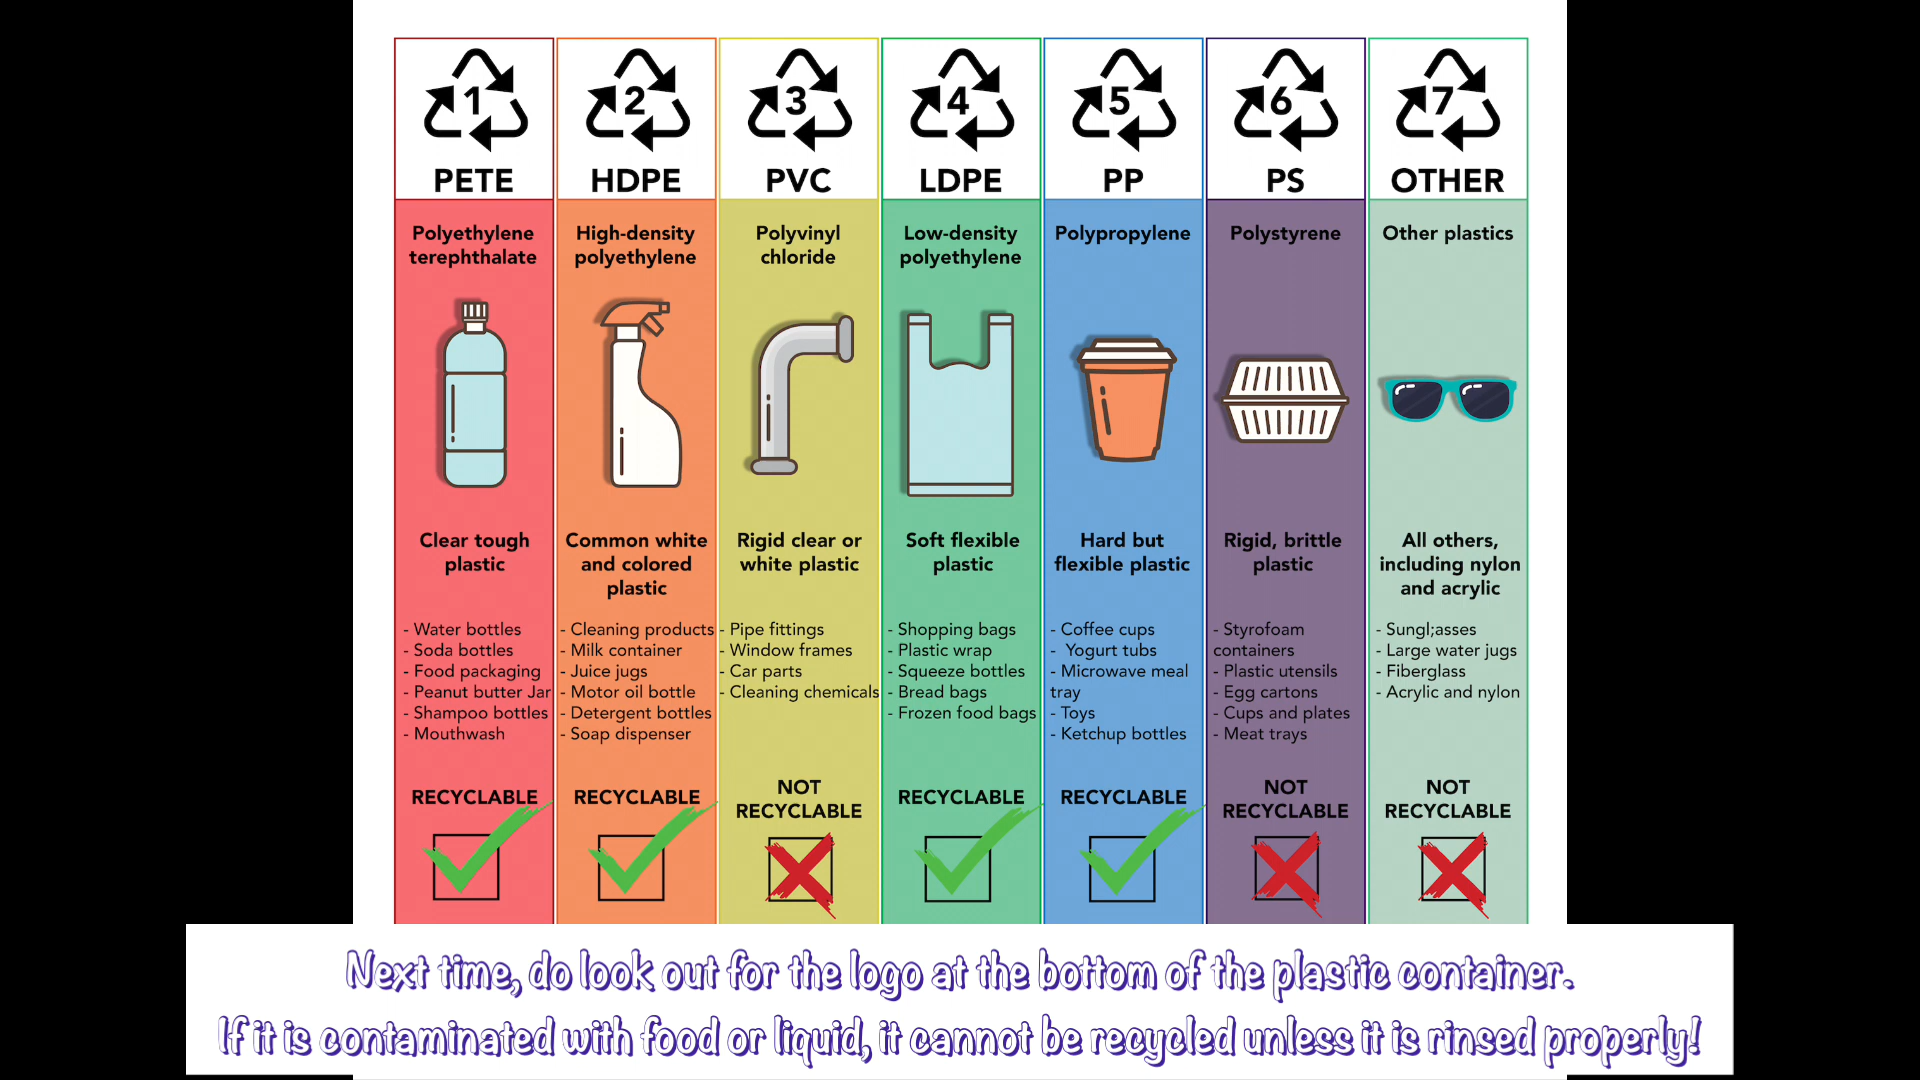 1
PETE
Polyethylene
terephthalate
Clear tough
plastic
- Water bottles
- Soda bottles
- Food packaging
- Peanut butter Jar
- Shampoo bottles
- Mouthwash
RECYCLABLE
2
HDPE
High-density
polyethylene
Common white
and colored
plastic
- Cleaning products
- Milk container
- Juice jugs
- Motor oil bottle
- Detergent bottles
- Soap dispenser
RECYCLABLE
3
PVC
Polyvinyl
chloride
Rigid clear or
white plastic
- Pipe fittings
- Window frames
- Car parts
- Cleaning chemicals
NOT
RECYCLABLE
4
LDPE
Low-density
polyethylene
Soft flexible
plastic
- Shopping bags
- Plastic wrap
- Squeeze bottles
- Bread bags
- Frozen food bags
RECYCLABLE
5
PP
Polypropylene
Hard but
flexible plastic
- Coffee cups
- Yogurt tubs
- Microwave meal
tray
- Toys
- Ketchup bottles
RECYCLABLE
6
PS
Polystyrene
Rigid, brittle
plastic
- Styrofoam
containers
- Plastic utensils
- Egg cartons
- Cups and plates
- Meat trays
NOT
RECYCLABLE
7
OTHER
Other plastics
All others,
including nylon
and acrylic
- Sungl;asses
- Large water jugs
- Fiberglass
- Acrylic and nylon
NOT
RECYCLABLE
Next time, do look out for the logo at the bottom of the plastic container.
If it is contaminated with food or liquid, it cannot be recycled unless it is rinsed properly!